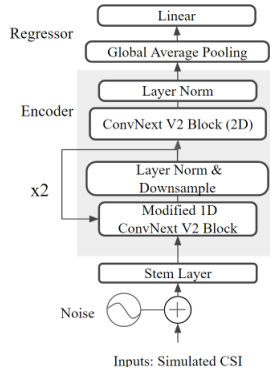 Linear
Regressor
Global Average Pooling
Layer Norm
Encoder
ConvNext V2 Block (2D)
Layer Norm &
Downsample
x2
Modified 1D
ConvNext V2 Block
Stem Layer
Noise
Inputs: Simulated CSI